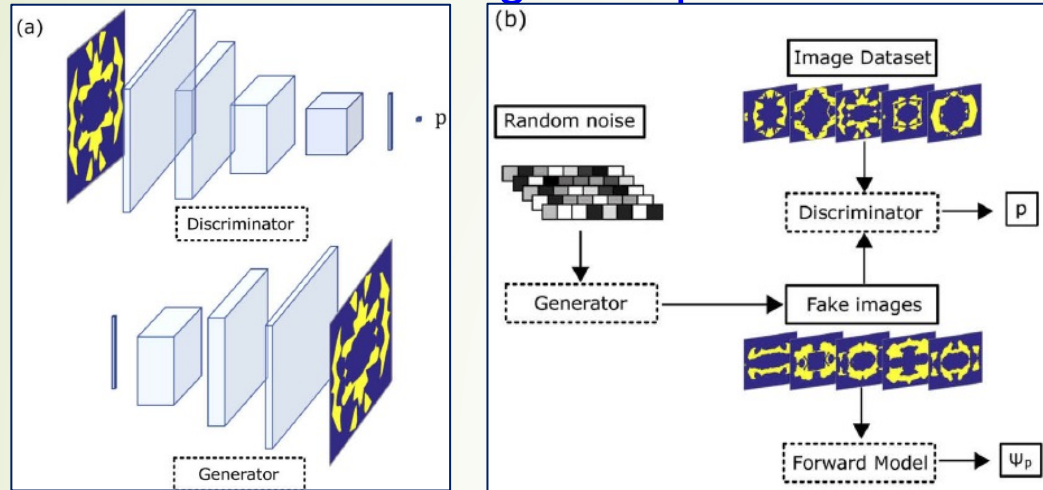 (a)
p
Discriminator
Generator
(b)
Image Dataset
Random noise
Discriminator
p
Generator
Fake images
Forward Model
Ψp